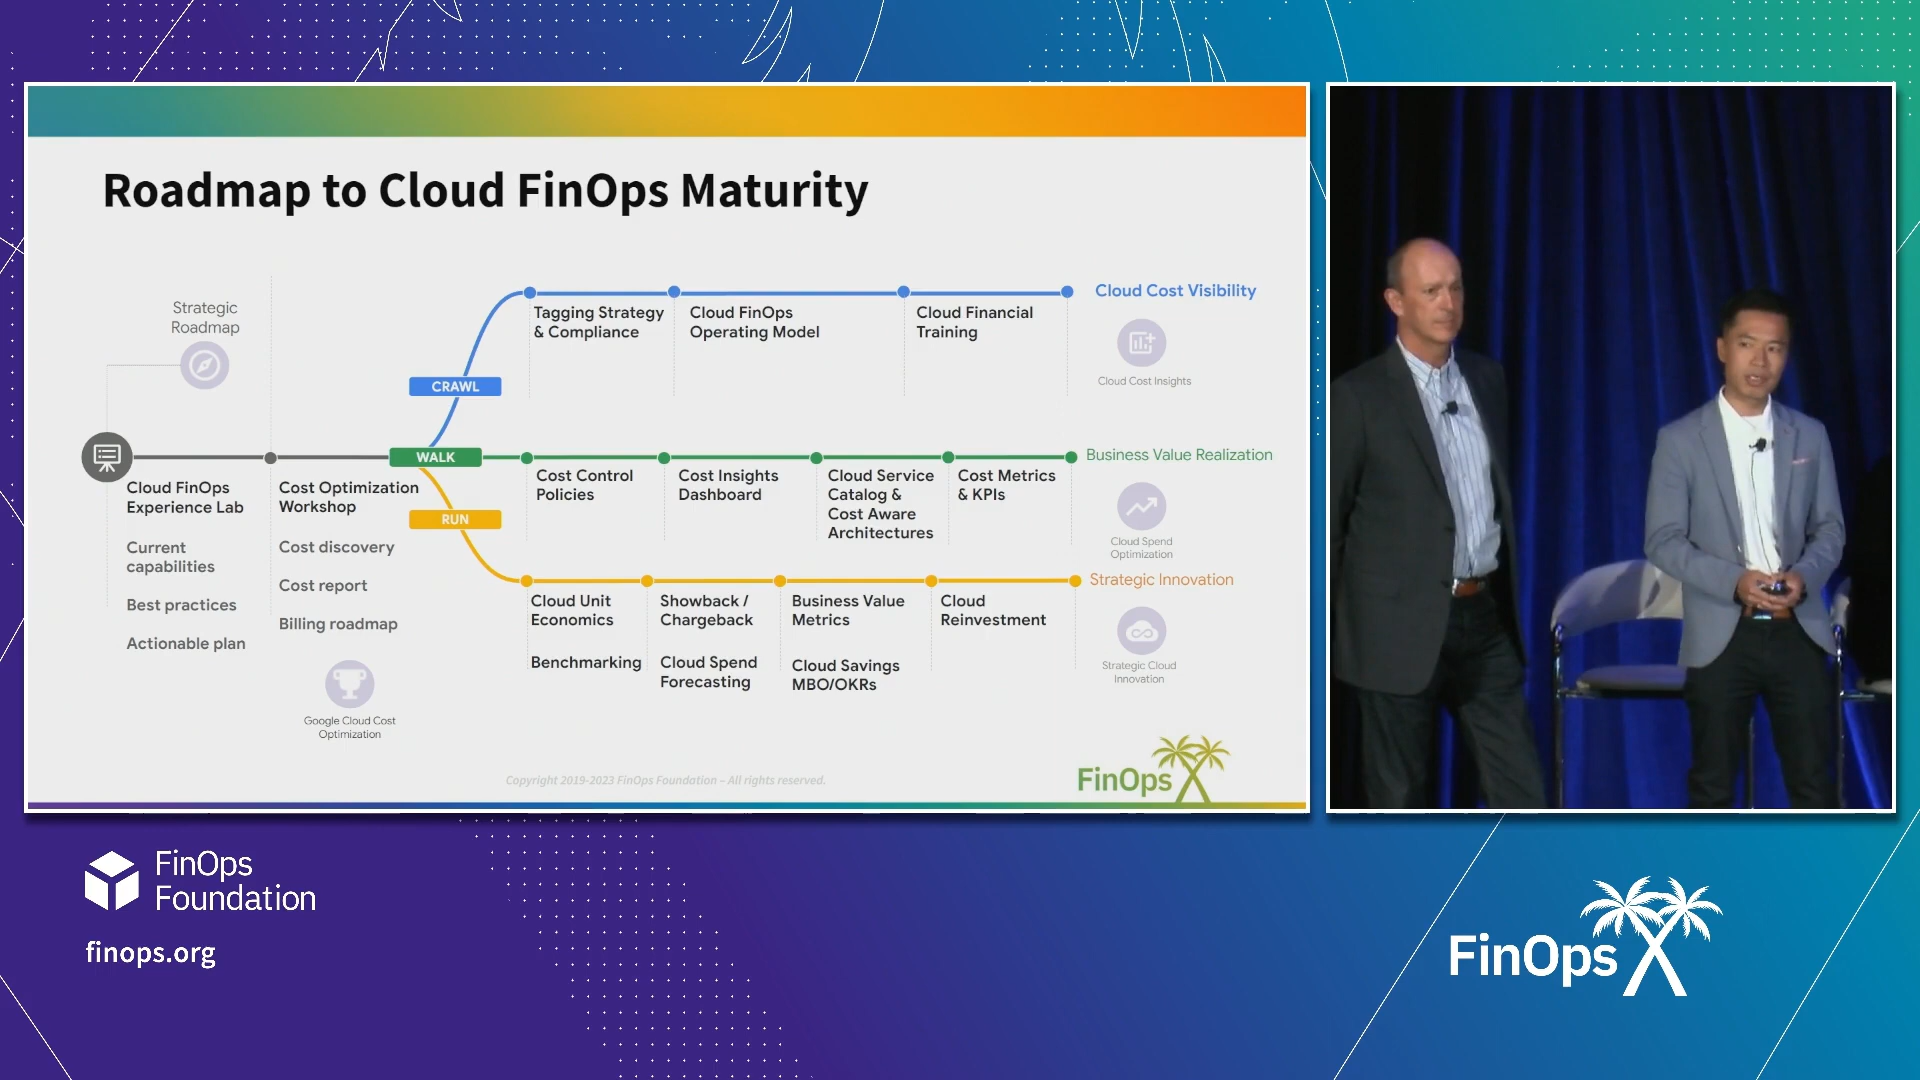 Roadmap to Cloud FinOps Maturity
Strategic
Roadmap
Cloud FinOps
Experience Lab
Current
capabilities
Best practices
Actionable plan
Cost Optimization
Workshop
Cost discovery
Cost report
Billing roadmap
Google Cloud Cost
Optimization
CRAWL
Tagging Strategy
& Compliance
Cloud FinOps
Operating Model
Cloud Financial
Training
Cloud Cost Visibility
Cloud Cost Insights
WALK
Cost Control
Policies
Cost Insights
Dashboard
Cloud Service
Catalog &
Cost Aware
Architectures
Cost Metrics
& KPIs
Business Value Realization
Cloud Spend
Optimization
RUN
Cloud Unit
Economics
Benchmarking
Showback /
Chargeback
Cloud Spend
Forecasting
Business Value
Metrics
Cloud Savings
MBO/OKRs
Cloud
Reinvestment
Strategic Innovation
Strategic Cloud
Innovation
Copyright 2019-2023 FinOps Foundation – All rights reserved.
FinOps X
FinOps
Foundation
finops.org
FinOps X